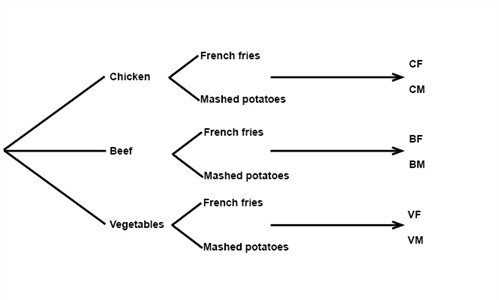 French fries
CF
Chicken
CM
Mashed potatoes
French fries
BF
Beef
BM
Mashed potatoes
French fries
VF
Vegetables
VM
Mashed potatoes